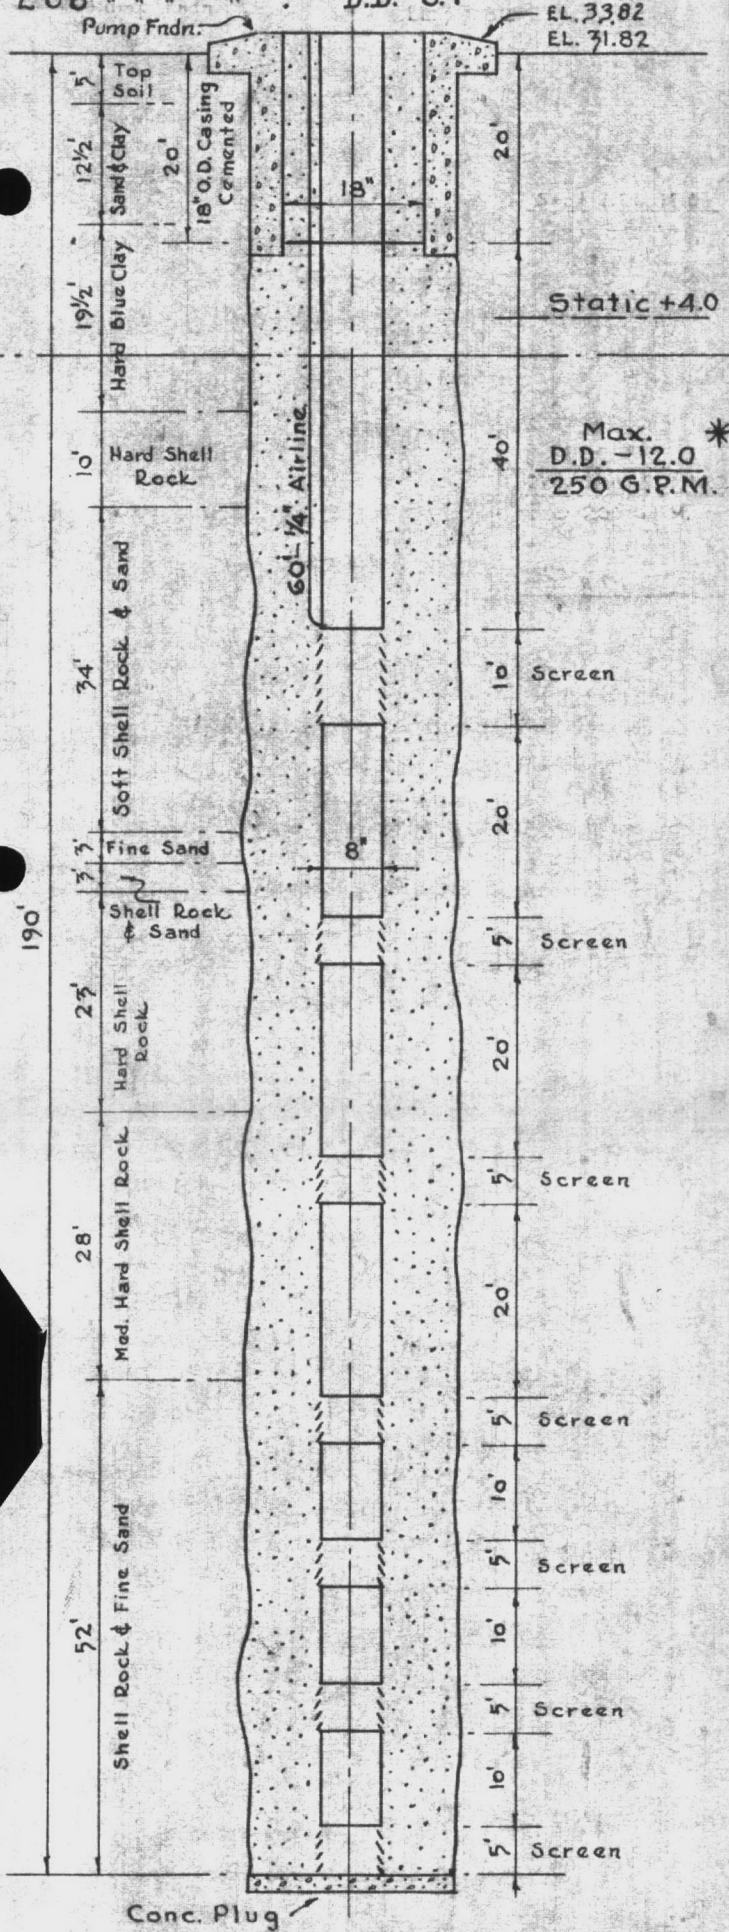 D.D.
Pump Fndn.
EL. 33.82
EL. 31.82
5'
Top
Soil
12½'
Sand & Clay
20'
18" O.D. Casing
Cemented
18"
20'
19½'
Hard Blue Clay
Static +4.0
10'
Hard Shell
Rock
60'-¼" Airline
40'
Max. *
D.D. -12.0
250 G.P.M.
34'
Soft Shell Rock & Sand
10'
Screen
20'
3'
Fine Sand
8"
3'
Shell Rock
& Sand
190'
5'
Screen
23'
Hard Shell
Rock
20'
28'
Med. Hard Shell Rock
5'
Screen
20'
5'
Screen
52'
Shell Rock & Fine Sand
10'
5'
Screen
10'
5'
Screen
10'
5'
Screen
Conc. Plug